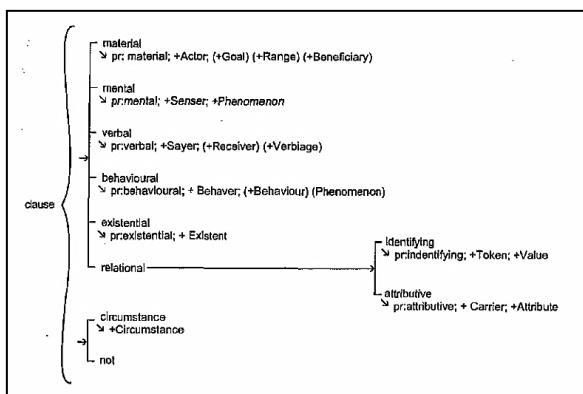 material
↘ pr: material; +Actor; (+Goal) (+Range) (+Beneficiary)
mental
↘ pr:mental; +Senser; +Phenomenon
verbal
↘ pr:verbal; +Sayer; (+Receiver) (+Verbiage)
behavioural
↘ pr:behavioural; + Behaver; (+Behaviour) (Phenomenon)
clause
existential
↘ pr:existential; + Existent
relational
identifying
↘ pr:indentifying; +Token; +Value
attributive
↘ pr:attributive; + Carrier; +Attribute
circumstance
↘ +Circumstance
not